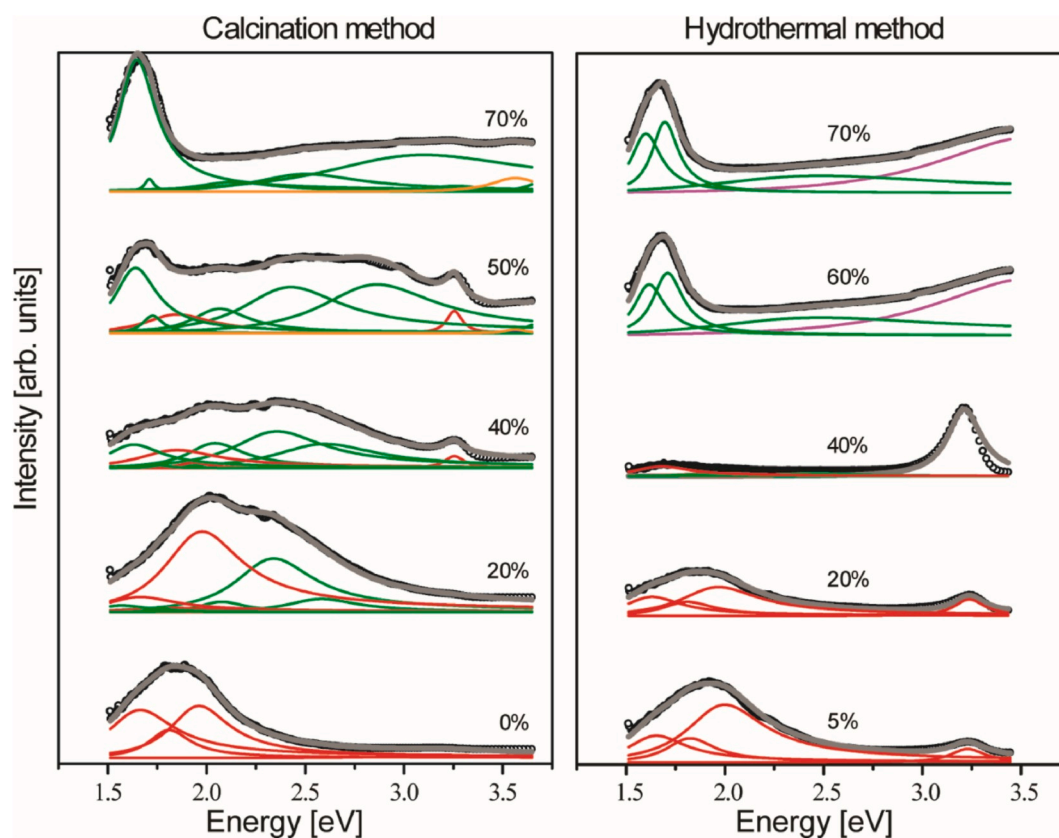 Calcination method
Hydrothermal method
Intensity [arb. units]
70%
50%
40%
20%
0%
70%
60%
40%
20%
5%
1.5 2.0 2.5 3.0 3.5
1.5 2.0 2.5 3.0 3.5
Energy [eV]
Energy [eV]